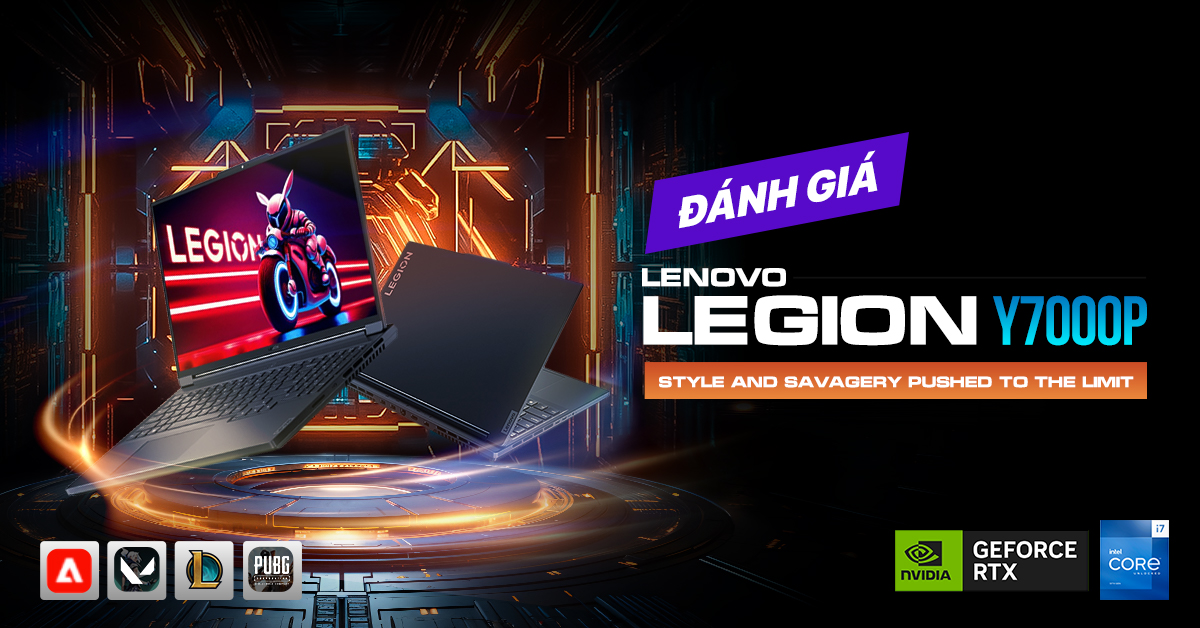 ĐÁNH GIÁ
LENOVO
LEGION Y7000P
STYLE AND SAVAGERY PUSHED TO THE LIMIT
LEGION
LEGION
PUBG
NVIDIA
GEFORCE
RTX
i7
intel
CORE